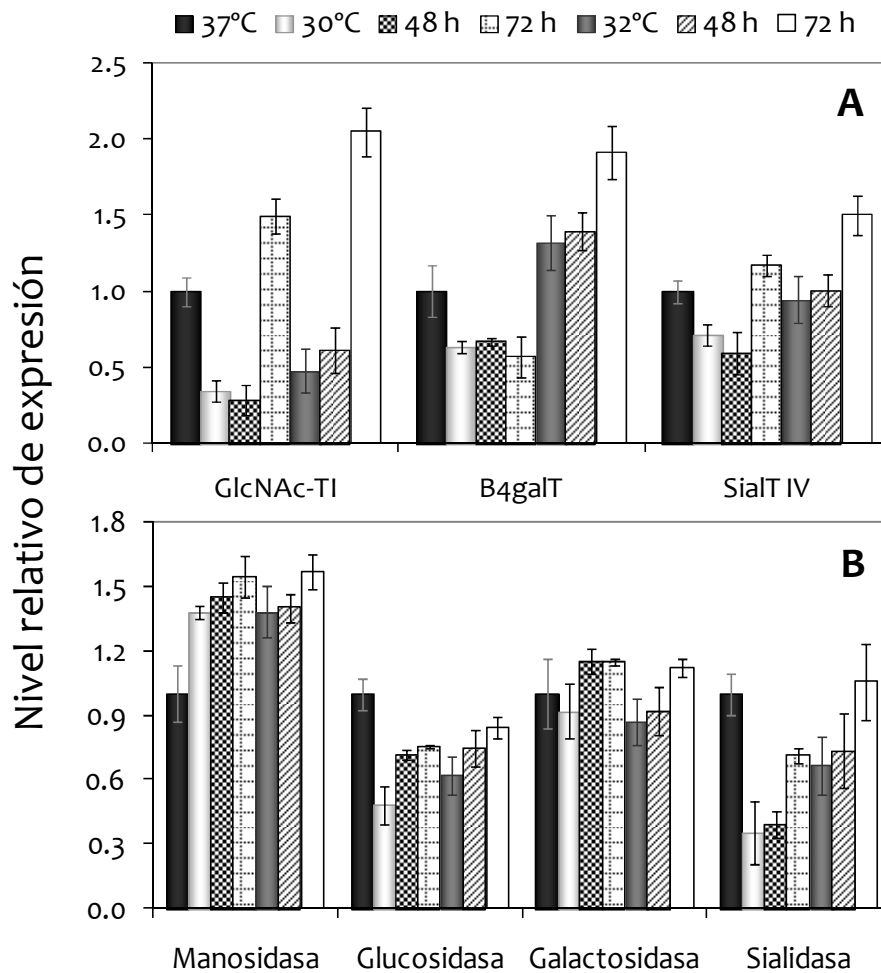 37°C 30°C 48 h 72 h 32°C 48 h 72 h
2.5
A
2.0
1.5
1.0
0.5
0.0
GlcNAc-TI B4galT SialT IV
Nivel relativo de expresión
1.8
B
1.5
1.2
0.9
0.6
0.3
0.0
Manosidasa Glucosidasa Galactosidasa Sialidasa